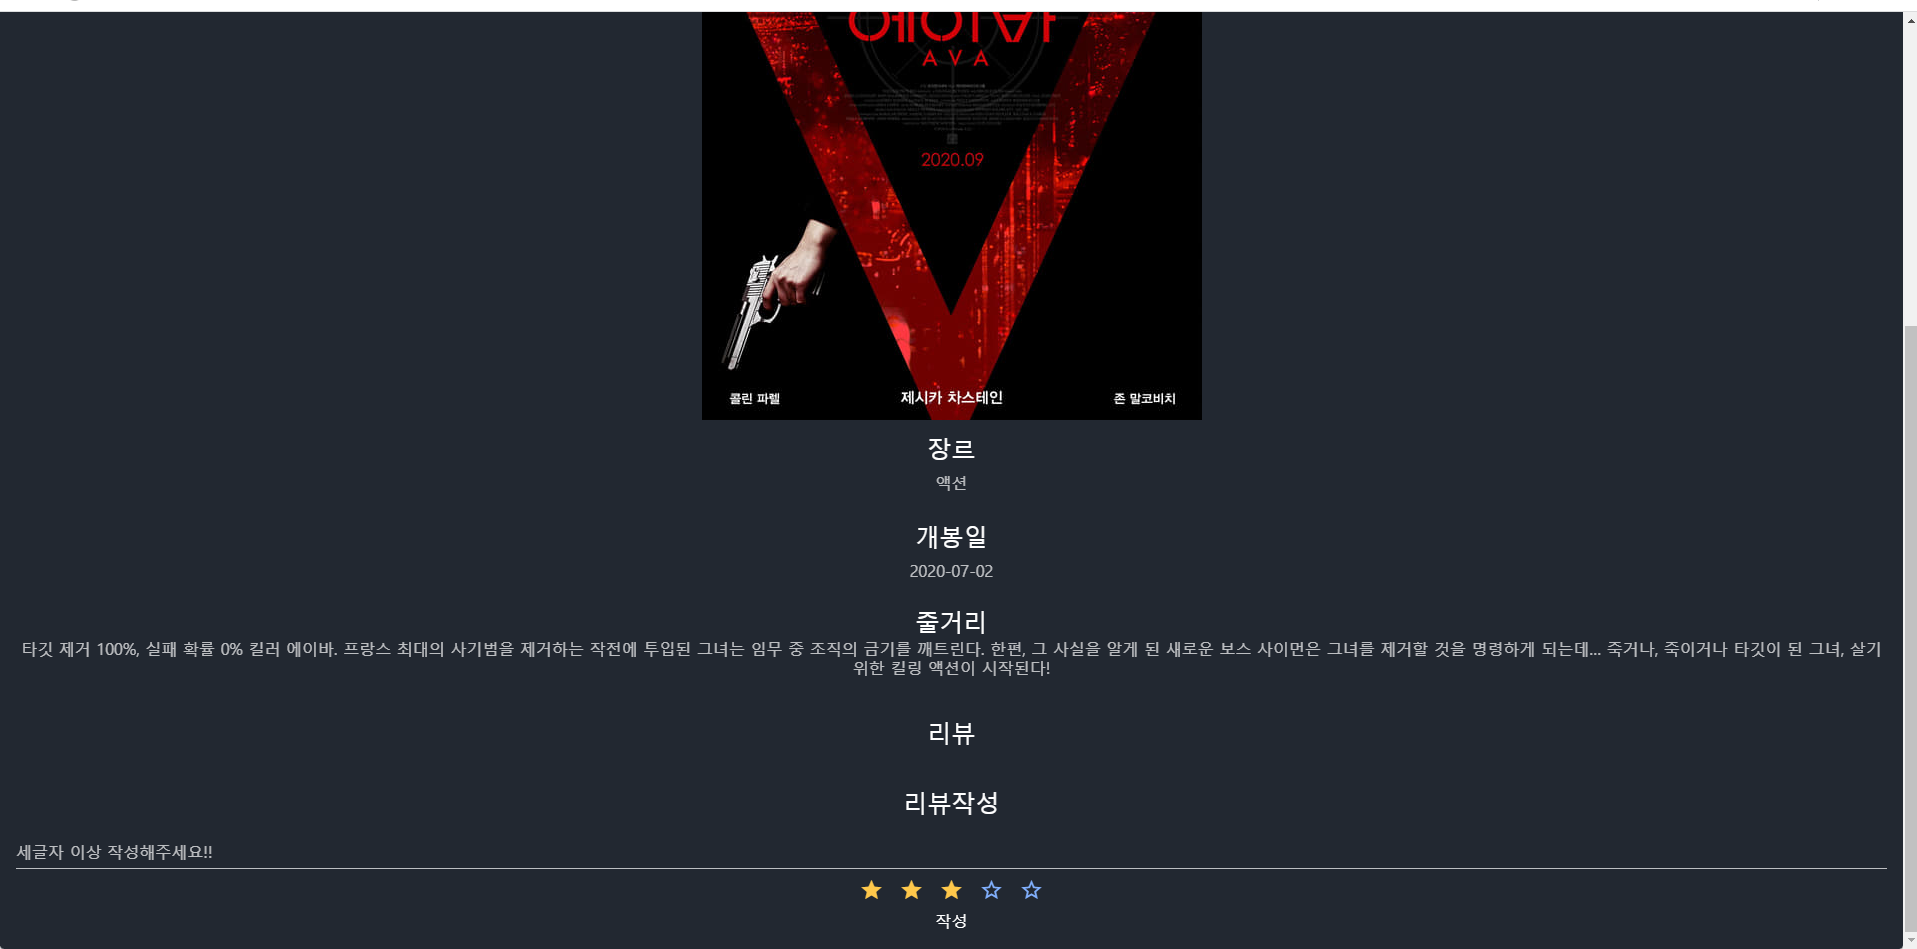 에이바
AVA
2020.09
콜린 파렐
제시카 차스테인
존 말코비치
장르
액션
개봉일
2020-07-02
줄거리
타깃 제거 100%, 실패 확률 0% 킬러 에이바. 프랑스 최대의 사기범을 제거하는 작전에 투입된 그녀는 임무 중 조직의 금기를 깨트린다. 한편, 그 사실을 알게 된 새로운 보스 사이먼은 그녀를 제거할 것을 명령하게 되는데... 죽거나, 죽이거나 타깃이 된 그녀, 살기
위한 킬링 액션이 시작된다!
리뷰
리뷰작성
세글자 이상 작성해주세요!!
작성